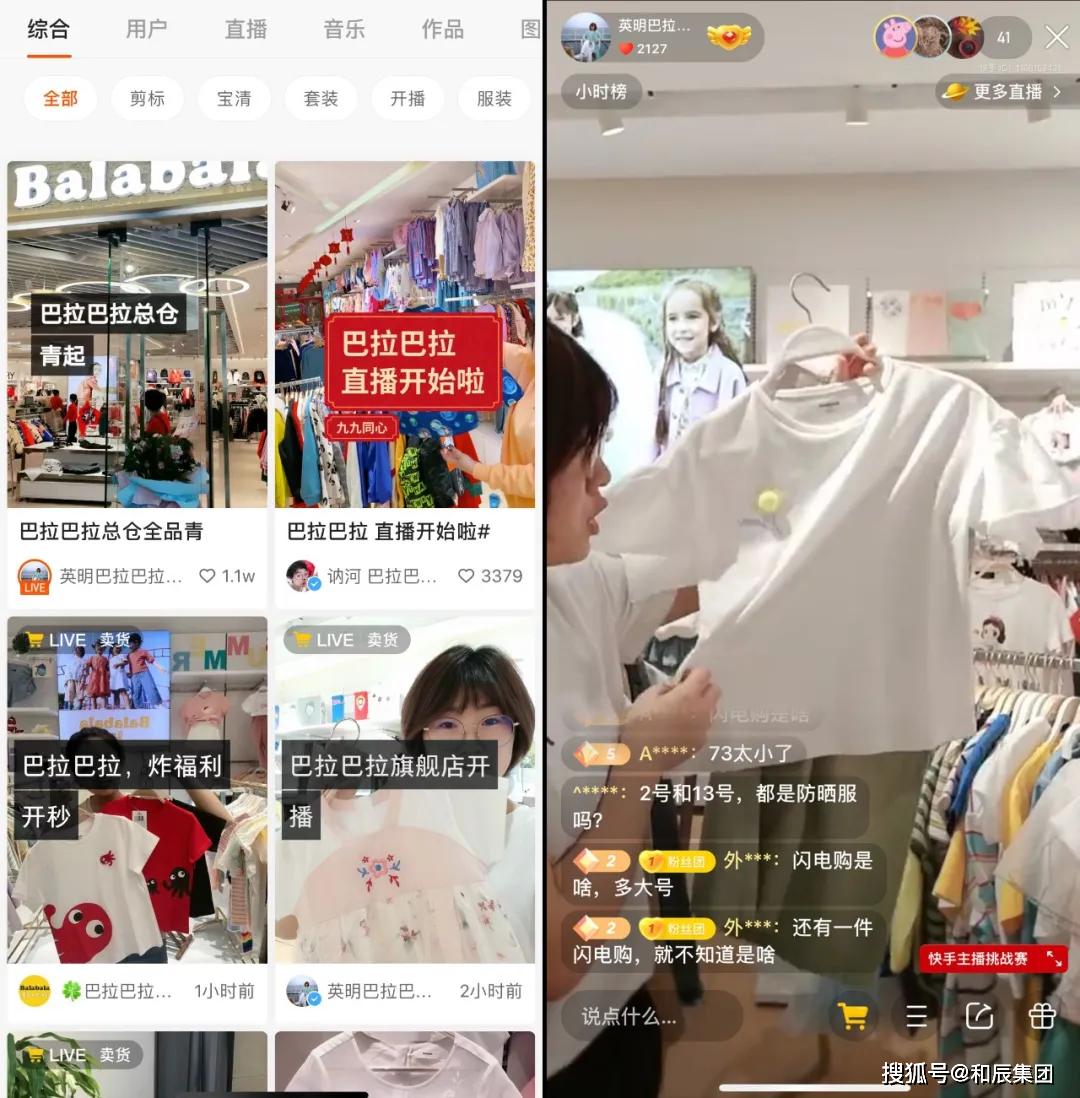 综合
用户
直播
音乐
作品
图
全部
剪标
宝清
套装
开播
服装
Balabala
巴拉巴拉总仓
青起
巴拉巴拉总仓全品青
LIVE
英明巴拉巴拉...
1.1w
巴拉巴拉
直播开始啦
九九同心
巴拉巴拉 直播开始啦#
讷河 巴拉巴...
3379
LIVE 卖货
巴拉巴拉，炸福利
开秒
Balabala
巴拉巴拉...
1小时前
LIVE 卖货
巴拉巴拉旗舰店开
播
英明巴拉巴...
2小时前
LIVE 卖货
英明巴拉...
2127
41
小时榜
更多直播
闪电购是啥
5 A****：73太小了
^****：2号和13号，都是防晒服
吗?
2 1 粉丝团 外***：闪电购是
啥，多大号
2 1 粉丝团 外***：还有一件
闪电购，就不知道是啥
快手主播挑战赛
说点什么...
搜狐号@和辰集团